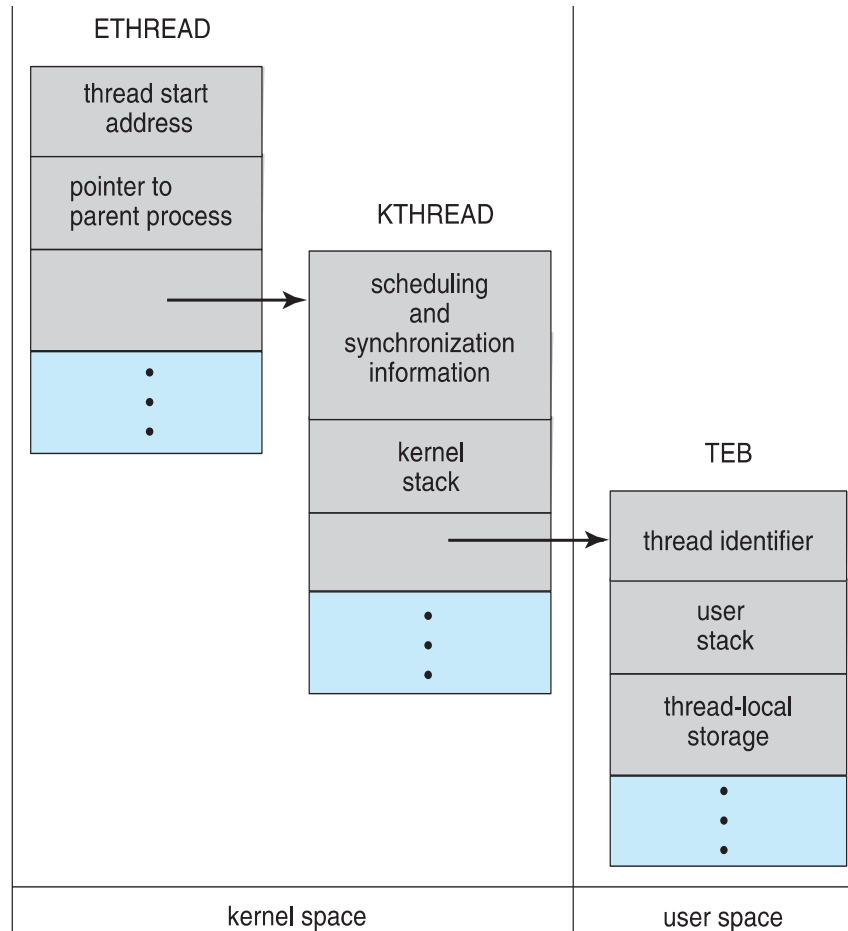 ETHREAD
thread start
address
pointer to
parent process
KTHREAD
scheduling
and
synchronization
information
kernel
stack
TEB
thread identifier
user
stack
thread-local
storage
kernel space
user space